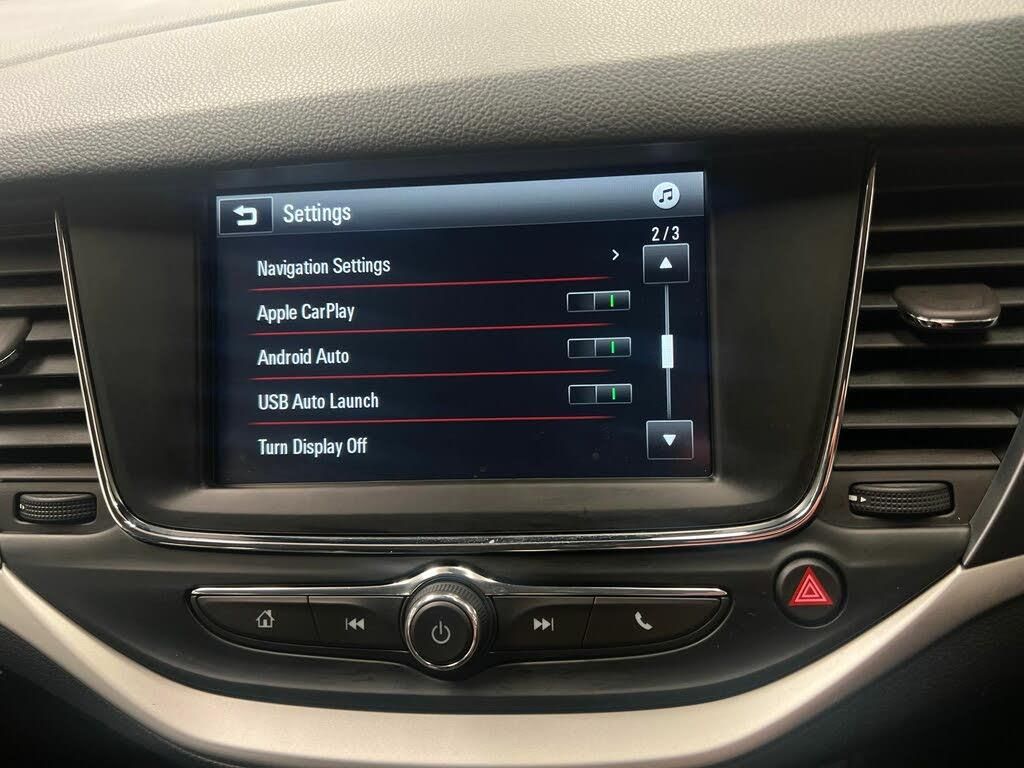 Settings
2/3
Navigation Settings
Apple CarPlay
Android Auto
USB Auto Launch
Turn Display Off